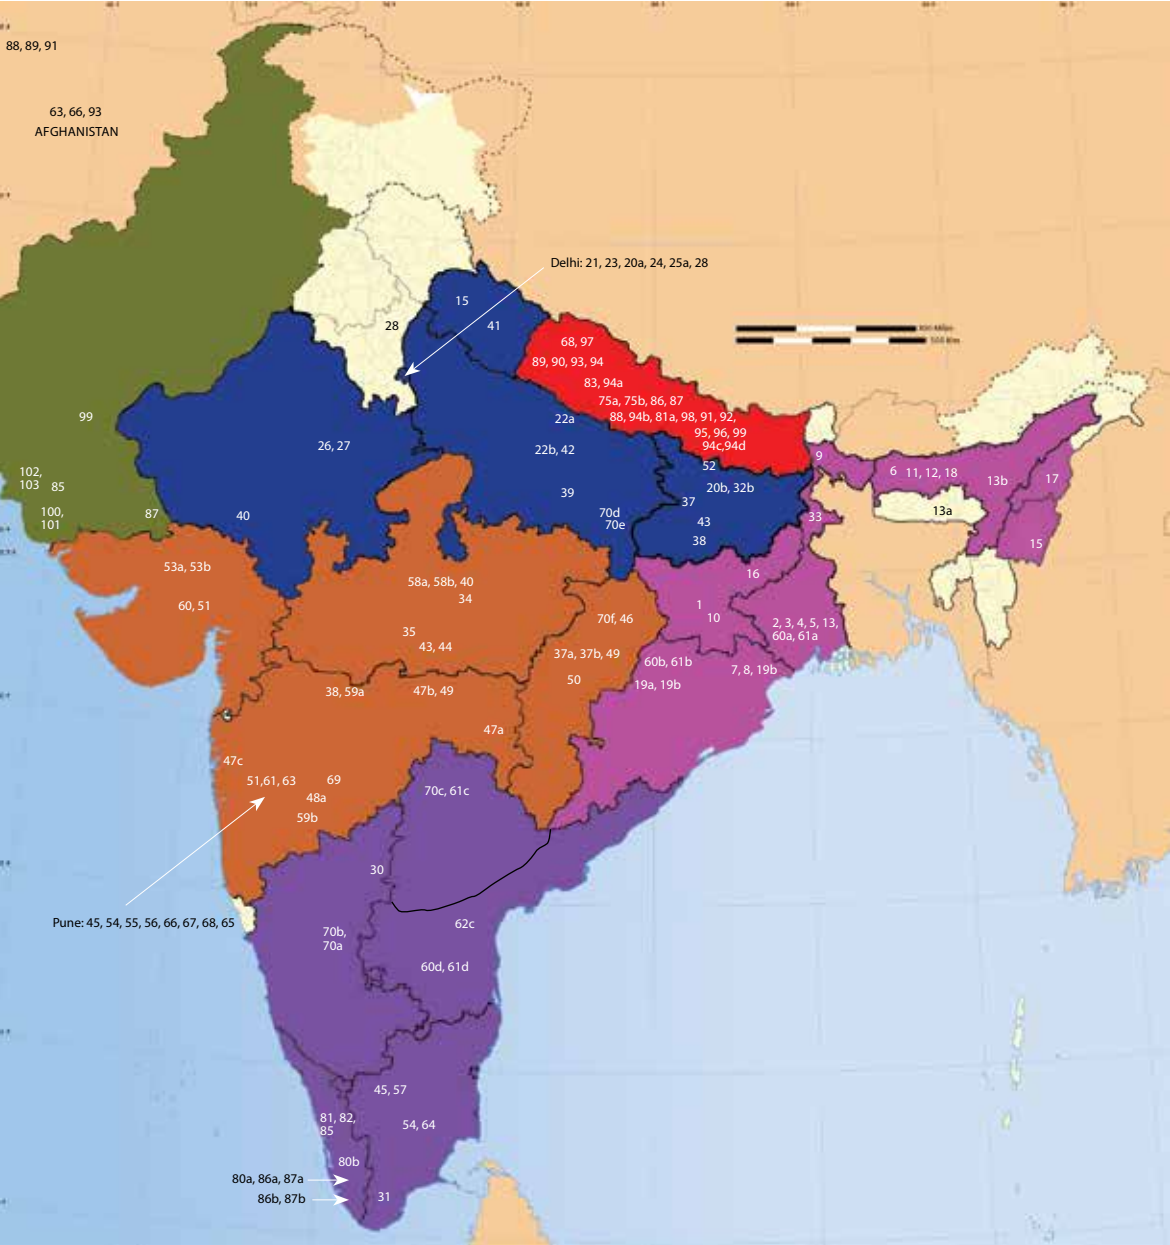 88, 89, 91
63, 66, 93
AFGHANISTAN
Delhi: 21, 23, 20a, 24, 25a, 28
15
28
41
68, 97
89, 90, 93, 94
83, 94a
75a, 75b, 86, 87
88, 94b, 81a, 98, 91, 92,
95, 96, 99
94c,94d
99
22a
26, 27
22b, 42
52
9
6
11, 12, 18
13b
17
102,
103
85
20b, 32b
39
37
100,
101
87
40
70d
70e
43
33
13a
38
15
53a, 53b
58a, 58b, 40
34
16
60, 51
1
10
70f, 46
2, 3, 4, 5, 13,
60a, 61a
35
43, 44
37a, 37b, 49
60b, 61b
7, 8, 19b
50
19a, 19b
38, 59a
47b, 49
47a
47c
51,61, 63
69
48a
59b
70c, 61c
30
Pune: 45, 54, 55, 56, 66, 67, 68, 65
62c
70b,
70a
60d, 61d
45, 57
81, 82,
85
54, 64
80b
80a, 86a, 87a
86b, 87b
31